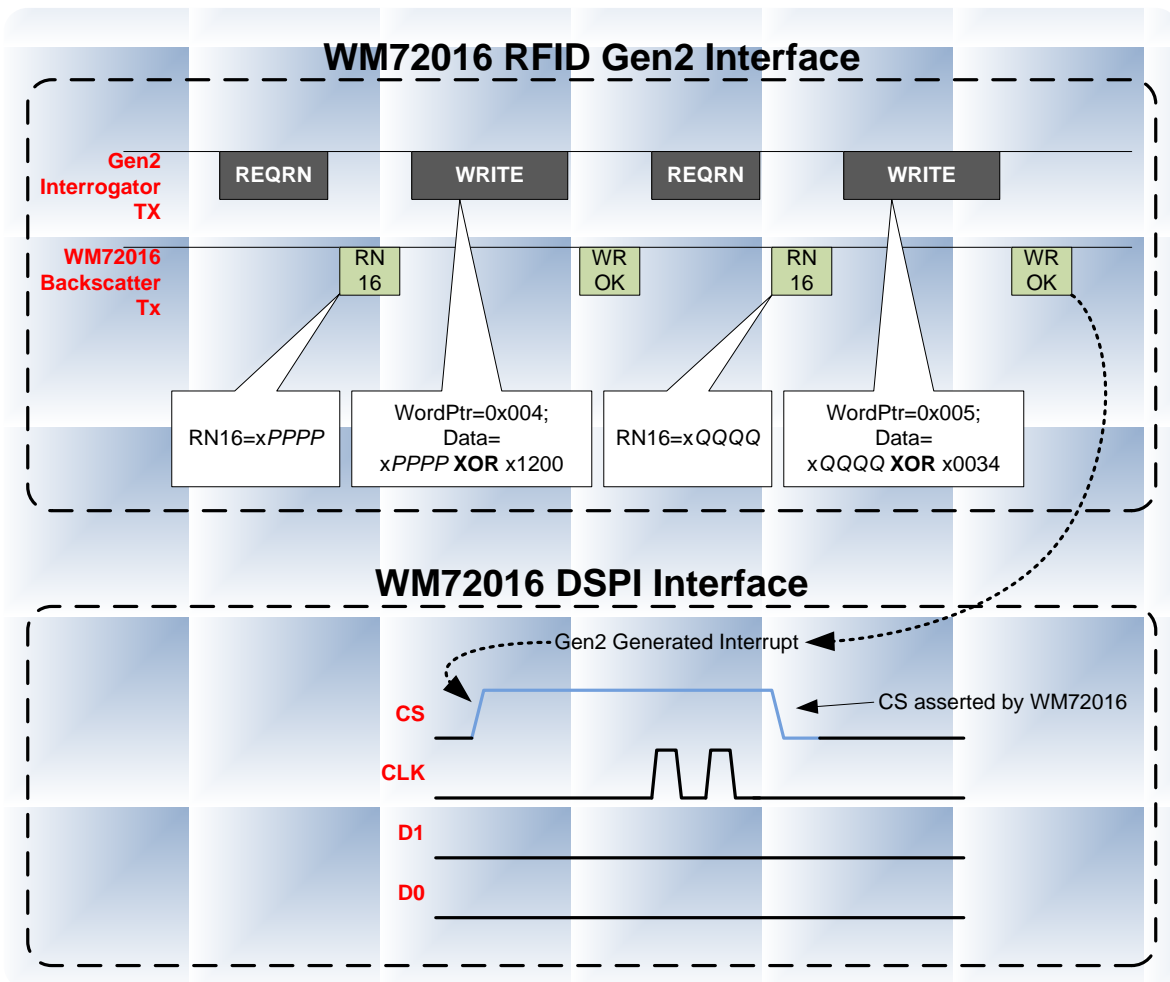 WM72016 RFID Gen2 Interface
Gen2
Interrogator
TX
REQRN
WRITE
REQRN
WRITE
WM72016
Backscatter
Tx
RN
16
WR
OK
RN
16
WR
OK
RN16=xPPPP
WordPtr=0x004;
Data=
xPPPP XOR x1200
RN16=xQQQQ
WordPtr=0x005;
Data=
xQQQQ XOR x0034
WM72016 DSPI Interface
Gen2 Generated Interrupt
CS
CS asserted by WM72016
CLK
D1
D0